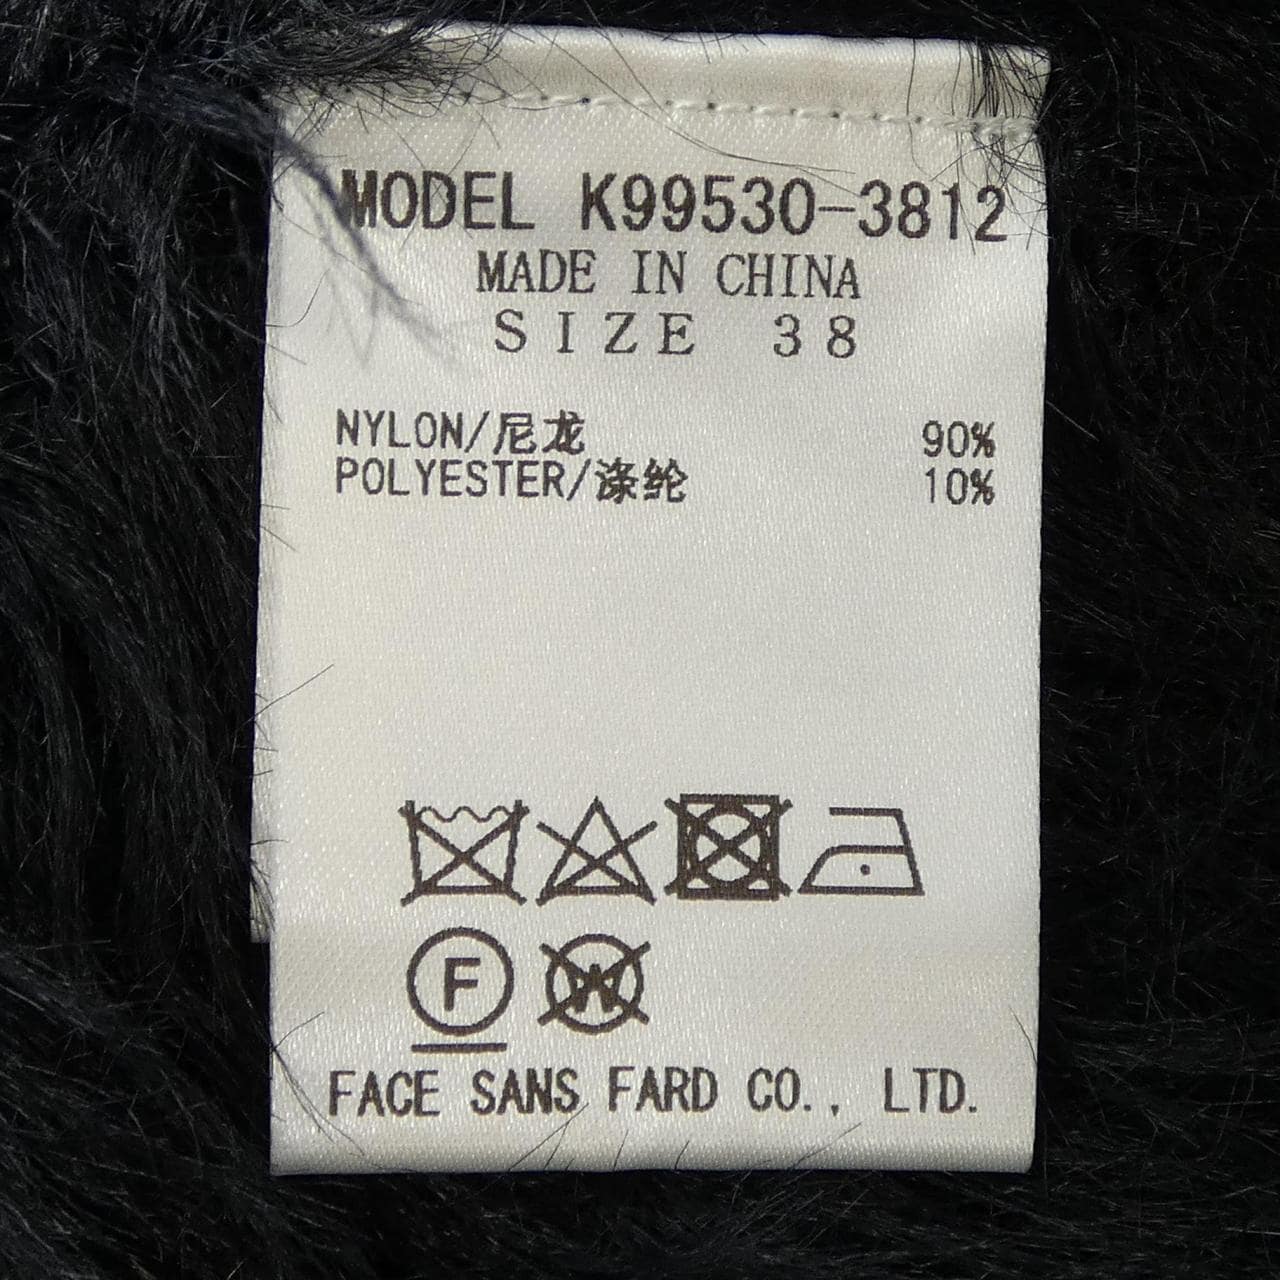 MODEL K99530-3812
MADE IN CHINA
SIZE 38
NYLON/尼龙 90%
POLYESTER/涤纶 10%
F W
FACE SANS FARD CO., LTD.